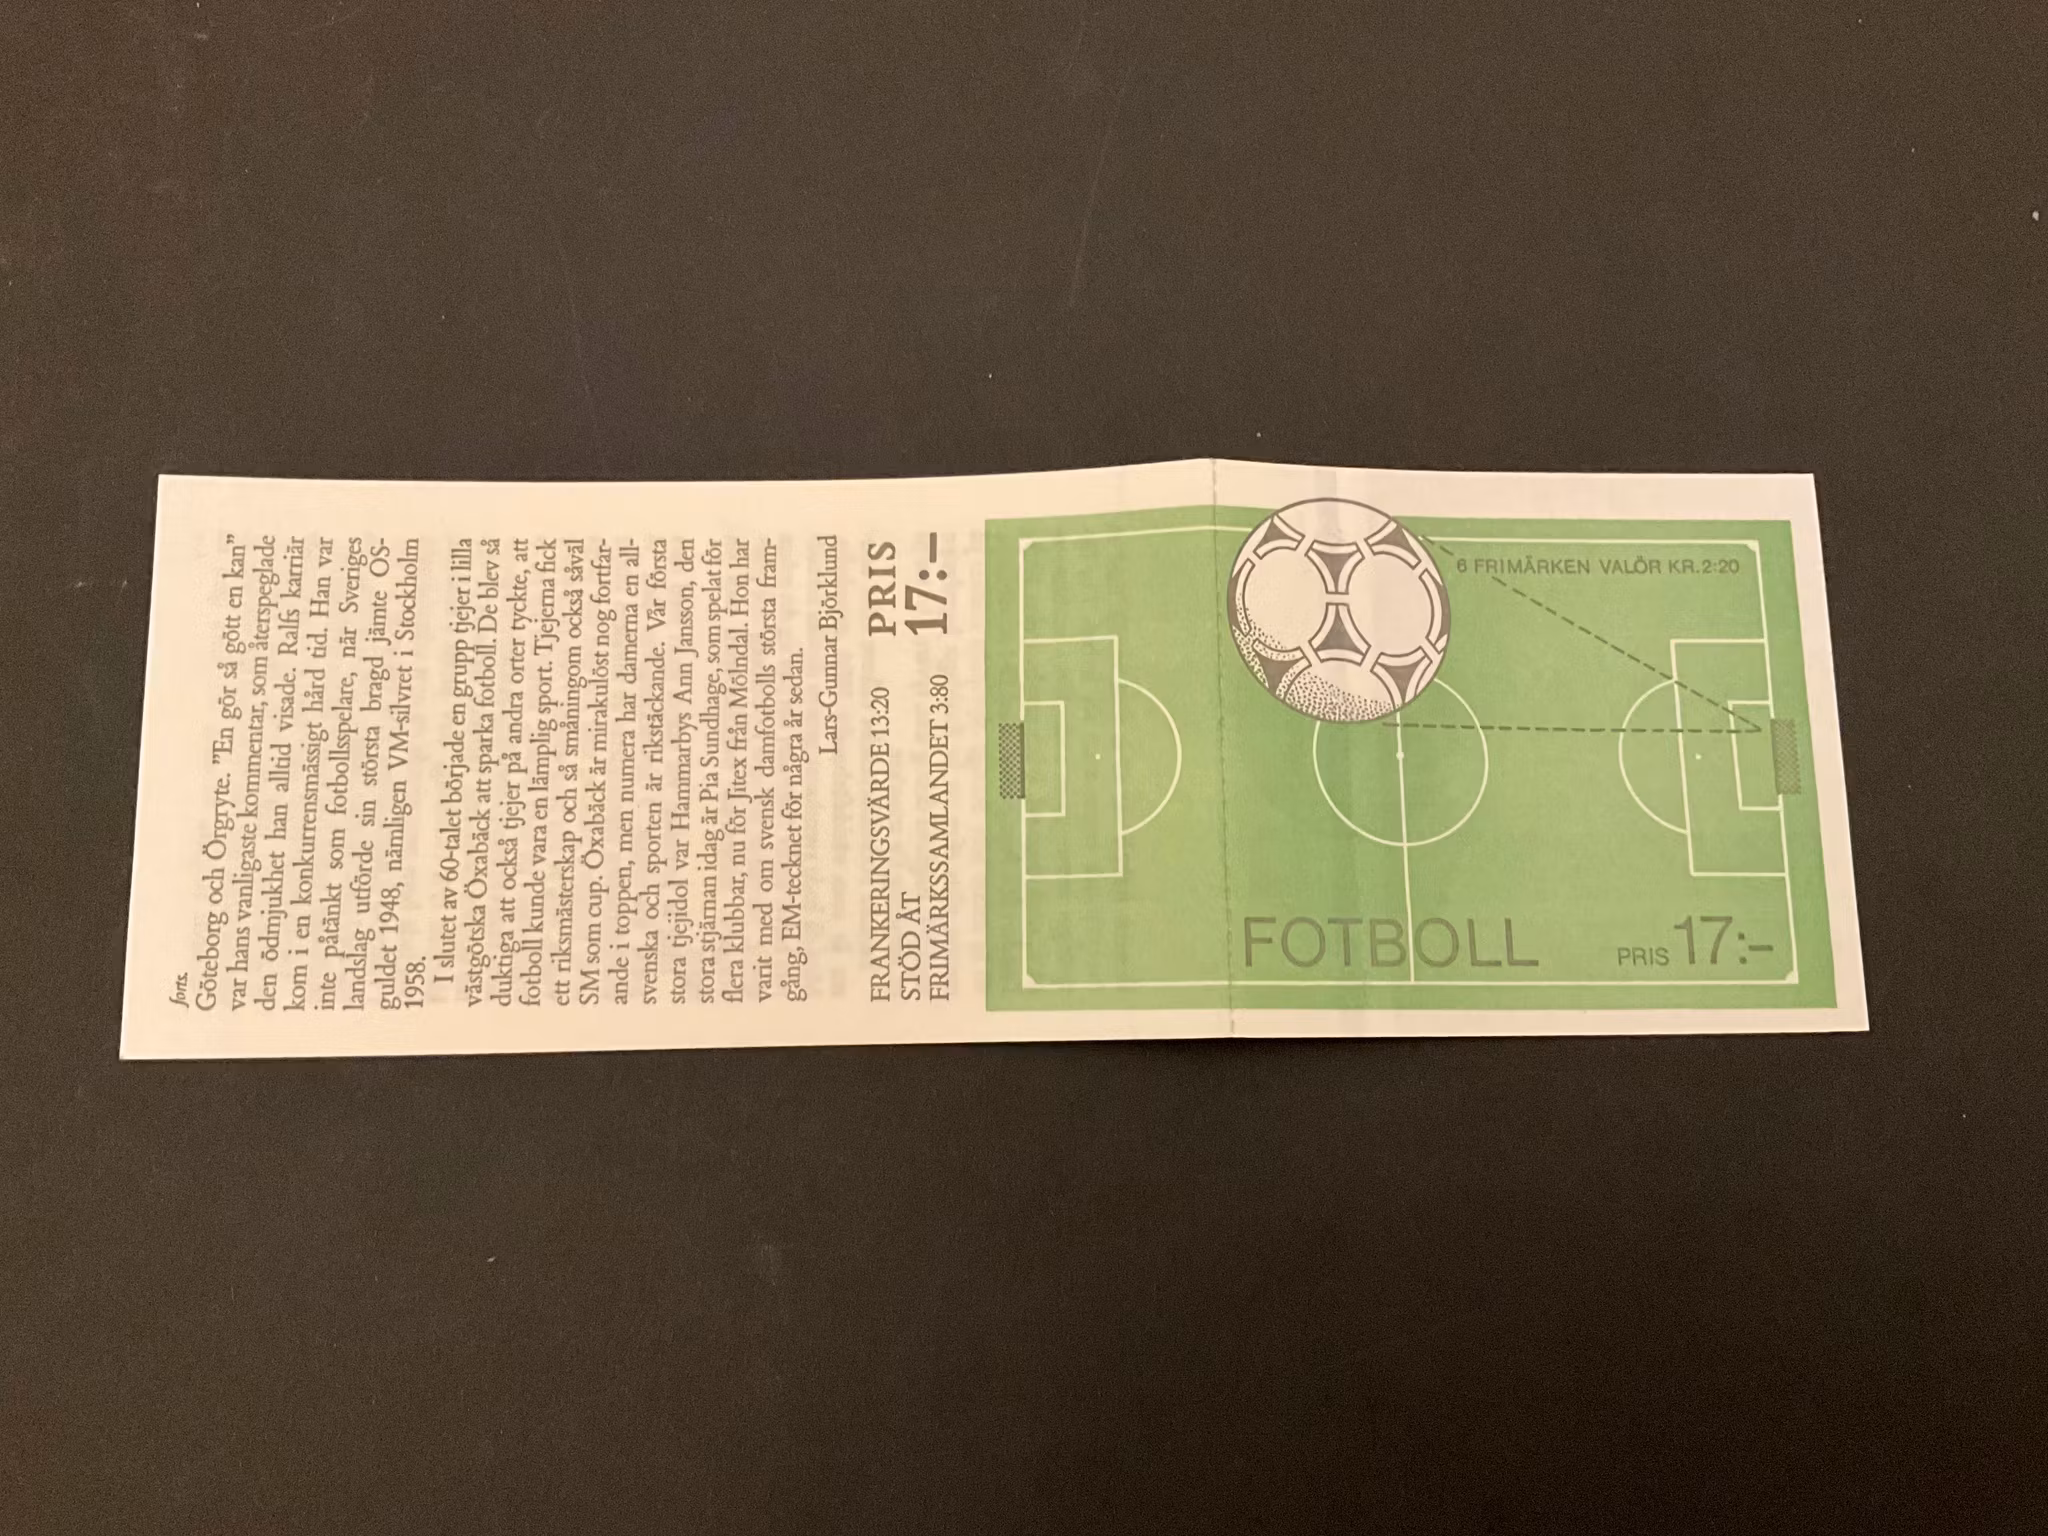 forts.
Göteborg och Örgryte. "En gör så gött en kan"
var hans vanligaste kommentar, som återspeglade
den ödmjukhet han alltid visade. Ralfs karriär
kom i en konkurrensmässigt hård tid. Han var
inte påtänkt som fotbollsspelare, när Sveriges
landslag utförde sin största bragd jämte OS-
guldet 1948, nämligen VM-silvret i Stockholm
1958.
I slutet av 60-talet började en grupp tjejer i lilla
västgötska Öxabäck att sparka fotboll. De blev så
duktiga att också tjejer på andra orter tyckte, att
fotboll kunde vara en lämplig sport. Tjejerna fick
ett riksmästerskap och så småningom också såväl
SM som cup. Öxabäck är mirakulöst nog fortfar-
ande i toppen, men numera har damerna en all-
svenska och sporten är rikstäckande. Vår första
stora tjejidol var Hammarbys Ann Jansson, den
stora stjärnan idag är Pia Sundhage, som spelat för
flera klubbar, nu för Jitex från Mölndal. Hon har
varit med om svensk damfotbolls största fram-
gång, EM-tecknet för några år sedan.
Lars-Gunnar Björklund
FRANKERINGSVÄRDE 13:20 PRIS
STÖD ÅT 17:–
FRIMÄRKSSAMLANDET 3:80
6 FRIMÄRKEN VALÖR KR. 2:20
FOTBOLL
PRIS 17:–